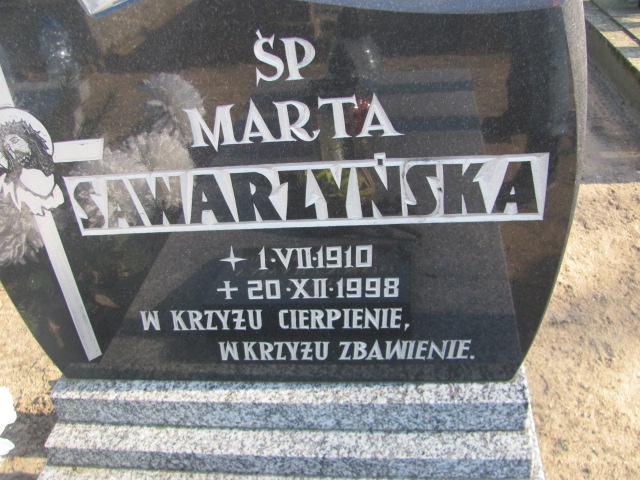 ŚP
MARTA
SAWARZYŃSKA
1·VII·1910
+ 20·XII·1998
W KRZYŻU CIERPIENIE,
W KRZYŻU ZBAWIENIE.